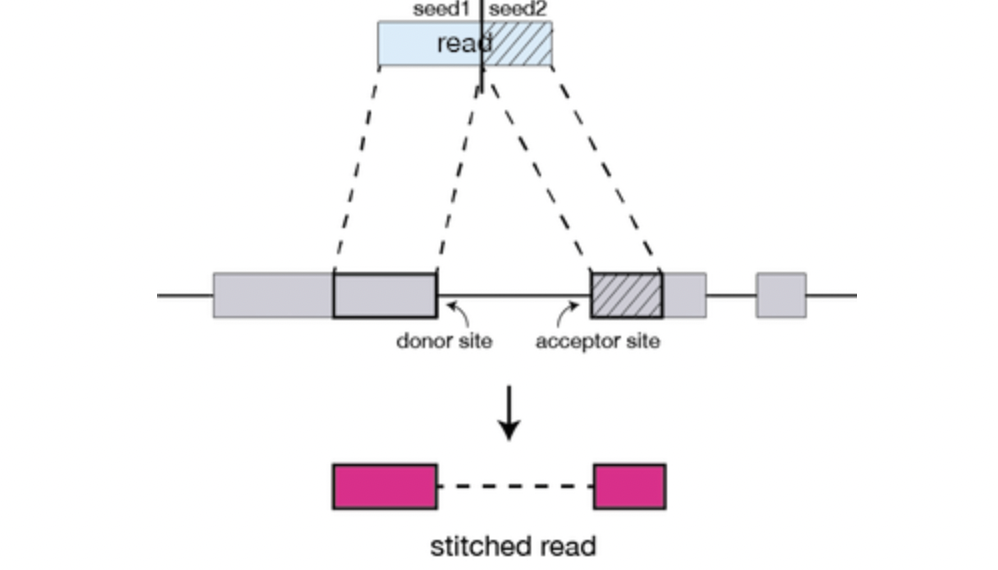 seed1 seed2
read
donor site acceptor site
stitched read